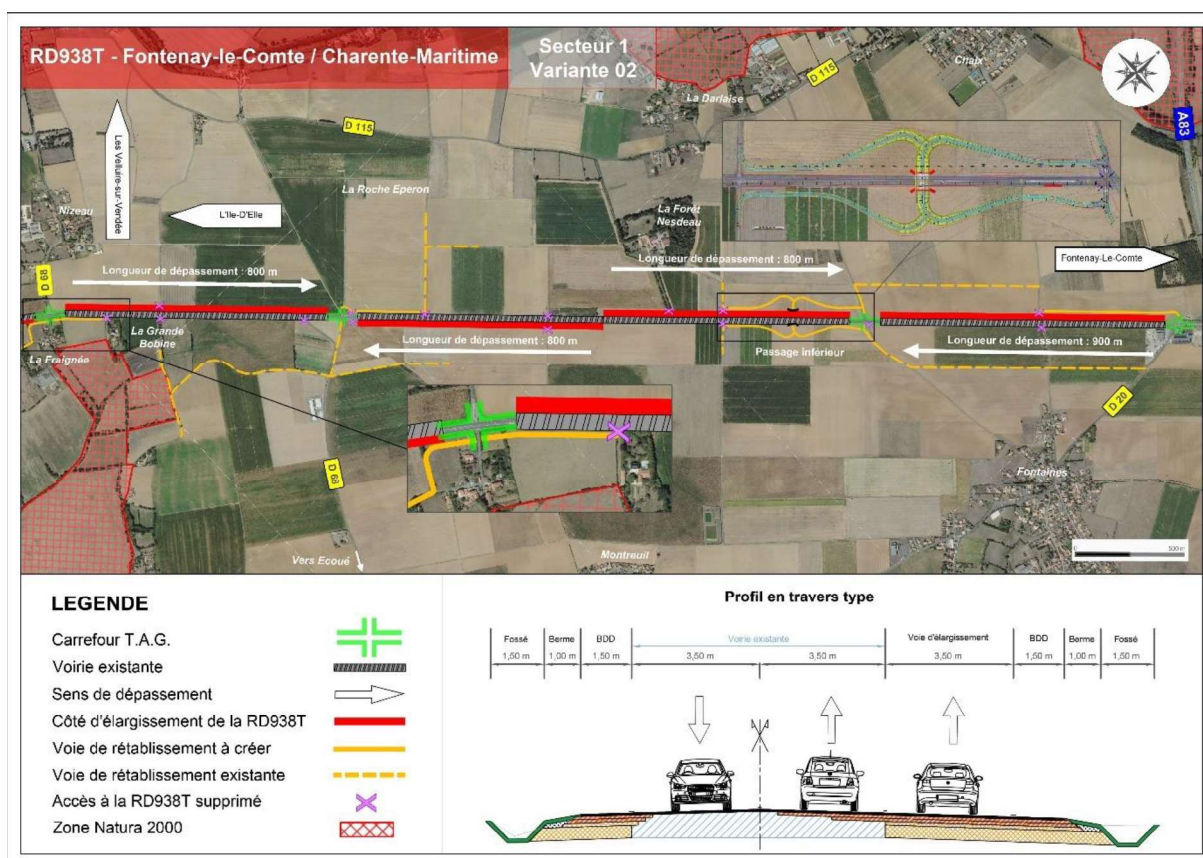 RD938T - Fontenay-le-Comte / Charente-Maritime
Secteur 1
Variante 02
D 115
Chaix
La Darlaise
A83
D 115
Les Velluire-sur-Vendée
La Roche Eperon
Nizeau
L'Ile-D'Elle
La Forêt
Nesdeau
Fontenay-Le-Comte
D 68
Longueur de dépassement : 800 m
Longueur de dépassement : 800 m
La Grande
Bobine
La Fraignée
Longueur de dépassement : 800 m
Passage inférieur
Longueur de dépassement : 900 m
D 20
D 68
Fontaines
Vers Ecoué
Montreuil
0
500 m
LEGENDE
Carrefour T.A.G.
Voirie existante
Sens de dépassement
Côté d'élargissement de la RD938T
Voie de rétablissement à créer
Voie de rétablissement existante
Accès à la RD938T supprimé
Zone Natura 2000
Profil en travers type
Fossé Berme BDD Voirie existante Voie d'élargissement BDD Berme Fossé
1,50 m 1,00 m 1,50 m 3,50 m 3,50 m 3,50 m 1,50 m 1,00 m 1,50 m